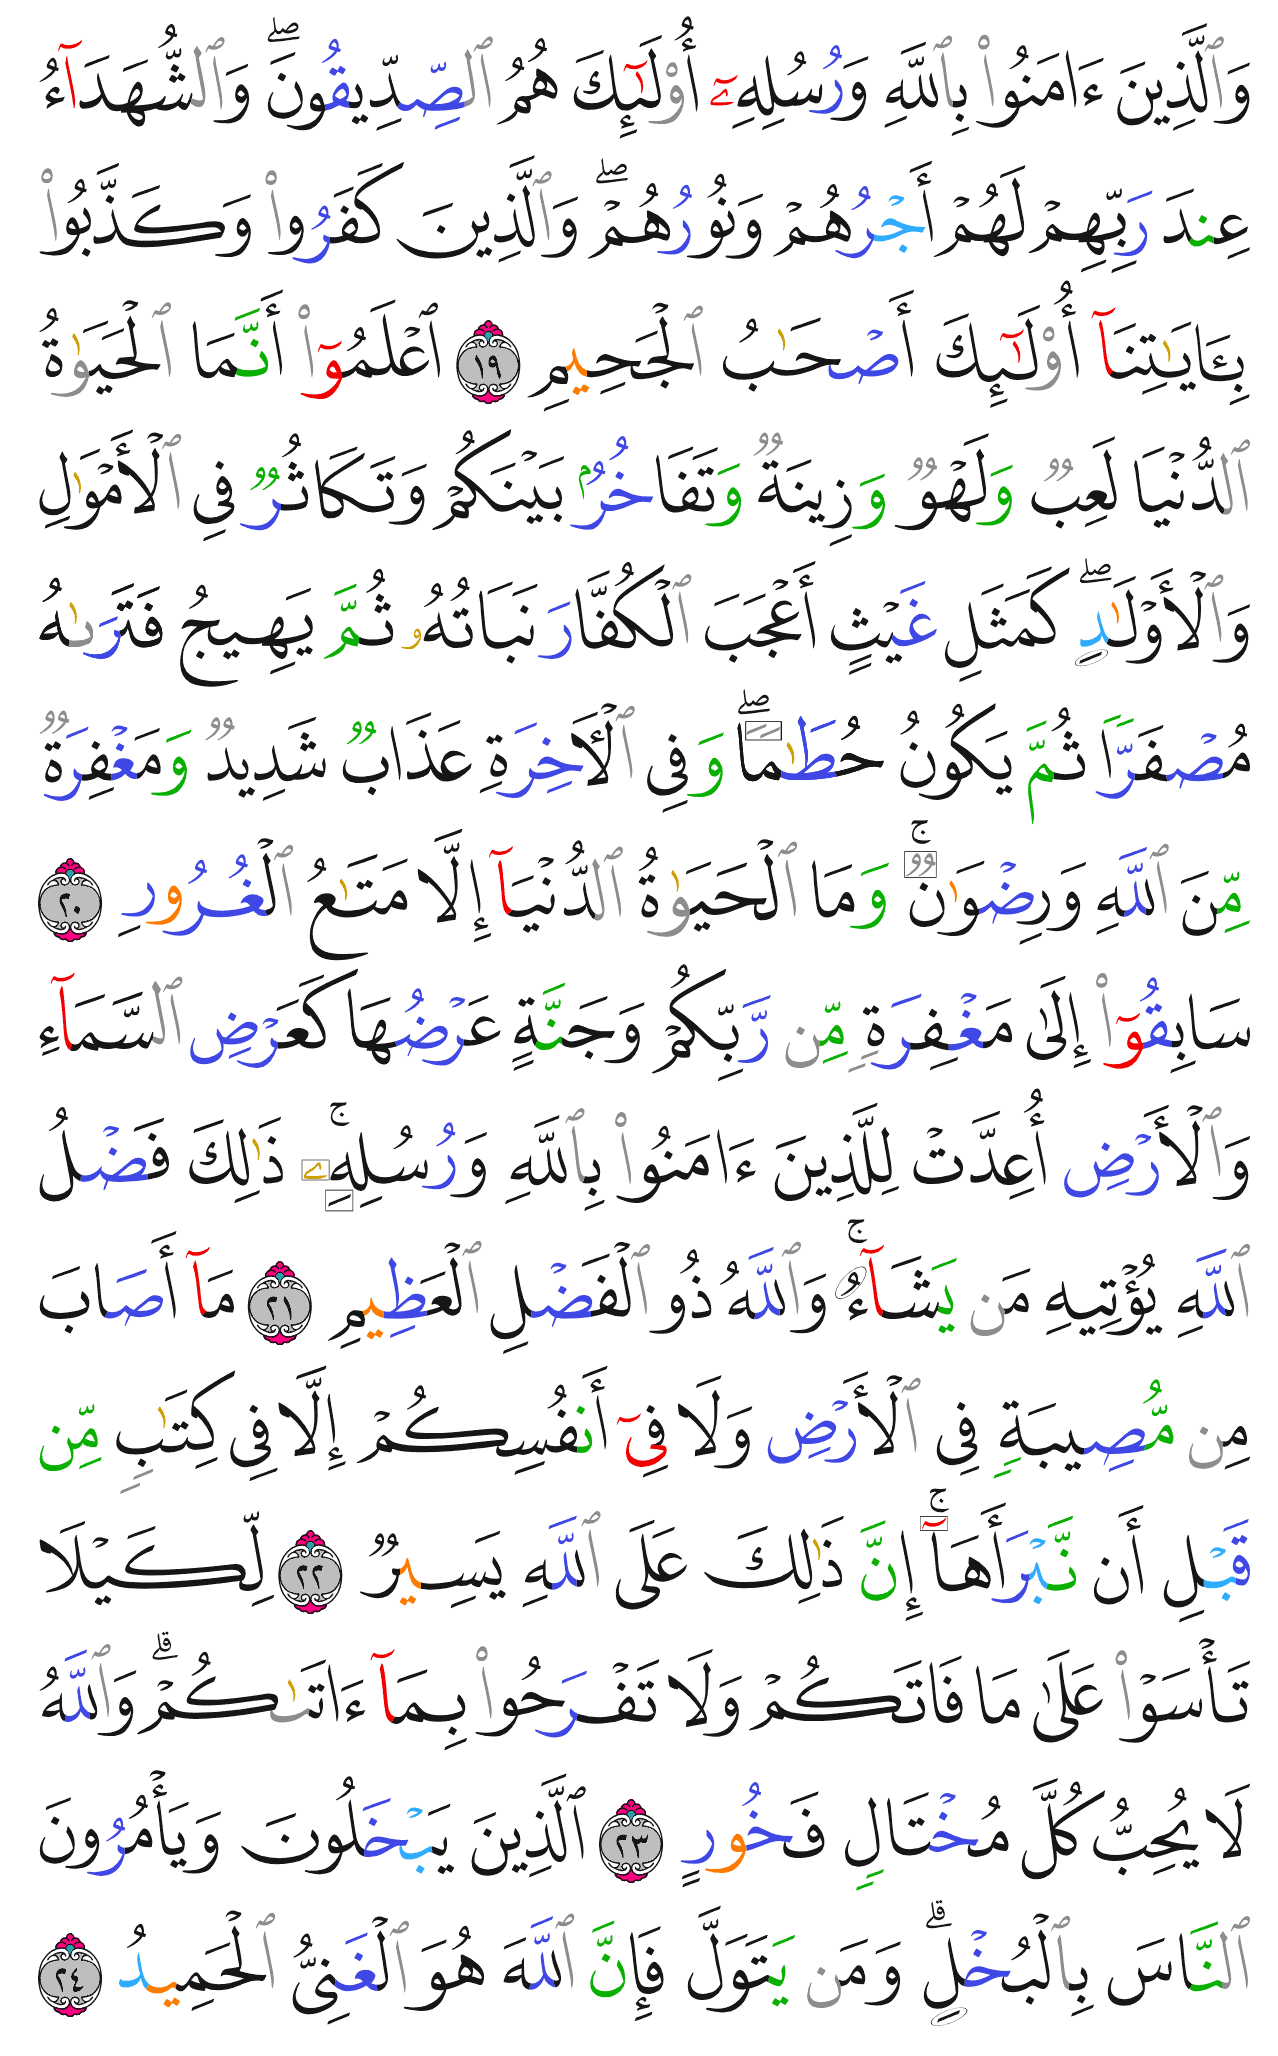 وَٱلَّذِينَ ءَامَنُوا۟ بِٱللَّهِ وَرُسُلِهِۦٓ أُو۟لَـٰٓئِكَ هُمُ ٱلصِّدِّيقُونَ ۖ وَٱلشُّهَدَآءُ
عِندَ رَبِّهِمْ لَهُمْ أَجْرُهُمْ وَنُورُهُمْ ۖ وَٱلَّذِينَ كَفَرُوا۟ وَكَذَّبُوا۟
بِـَٔايَـٰتِنَآ أُو۟لَـٰٓئِكَ أَصْحَـٰبُ ٱلْجَحِيمِ ١٩ ٱعْلَمُوٓا۟ أَنَّمَا ٱلْحَيَوٰةُ
ٱلدُّنْيَا لَعِبٌ وَلَهْوٌ وَزِينَةٌ وَتَفَاخُرٌۢ بَيْنَكُمْ وَتَكَاثُرٌ فِى ٱلْأَمْوَٰلِ
وَٱلْأَوْلَـٰدِ ۖ كَمَثَلِ غَيْثٍ أَعْجَبَ ٱلْكُفَّارَ نَبَاتُهُۥ ثُمَّ يَهِيجُ فَتَرَىٰهُ
مُصْفَرًّا ثُمَّ يَكُونُ حُطَـٰمًا ۖ وَفِى ٱلْـَٔاخِرَةِ عَذَابٌ شَدِيدٌ وَمَغْفِرَةٌ
مِّنَ ٱللَّهِ وَرِضْوَٰنٌ ۚ وَمَا ٱلْحَيَوٰةُ ٱلدُّنْيَآ إِلَّا مَتَـٰعُ ٱلْغُرُورِ ٢٠
سَابِقُوٓا۟ إِلَىٰ مَغْفِرَةٍ مِّن رَّبِّكُمْ وَجَنَّةٍ عَرْضُهَا كَعَرْضِ ٱلسَّمَآءِ
وَٱلْأَرْضِ أُعِدَّتْ لِلَّذِينَ ءَامَنُوا۟ بِٱللَّهِ وَرُسُلِهِۦ ۚ ذَٰلِكَ فَضْلُ
ٱللَّهِ يُؤْتِيهِ مَن يَشَآءُ ۚ وَٱللَّهُ ذُو ٱلْفَضْلِ ٱلْعَظِيمِ ٢١ مَآ أَصَابَ
مِن مُّصِيبَةٍ فِى ٱلْأَرْضِ وَلَا فِىٓ أَنفُسِكُمْ إِلَّا فِى كِتَـٰبٍ مِّن
قَبْلِ أَن نَّبْرَأَهَآ ۚ إِنَّ ذَٰلِكَ عَلَى ٱللَّهِ يَسِيرٌ ٢٢ لِّكَيْلَا
تَأْسَوْا۟ عَلَىٰ مَا فَاتَكُمْ وَلَا تَفْرَحُوا۟ بِمَآ ءَاتَىٰكُمْ ۗ وَٱللَّهُ
لَا يُحِبُّ كُلَّ مُخْتَالٍ فَخُورٍ ٢٣ ٱلَّذِينَ يَبْخَلُونَ وَيَأْمُرُونَ
ٱلنَّاسَ بِٱلْبُخْلِ ۗ وَمَن يَتَوَلَّ فَإِنَّ ٱللَّهَ هُوَ ٱلْغَنِىُّ ٱلْحَمِيدُ ٢٤